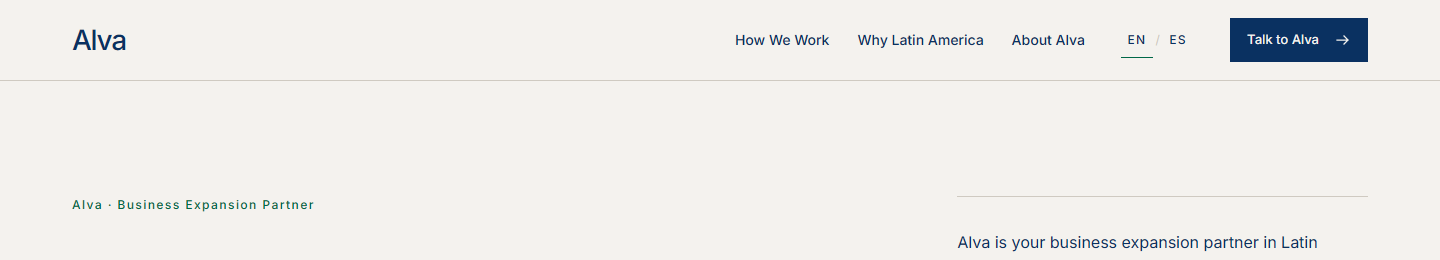 Alva
How We Work
Why Latin America
About Alva
EN / ES
Talk to Alva →
Alva · Business Expansion Partner
Alva is your business expansion partner in Latin